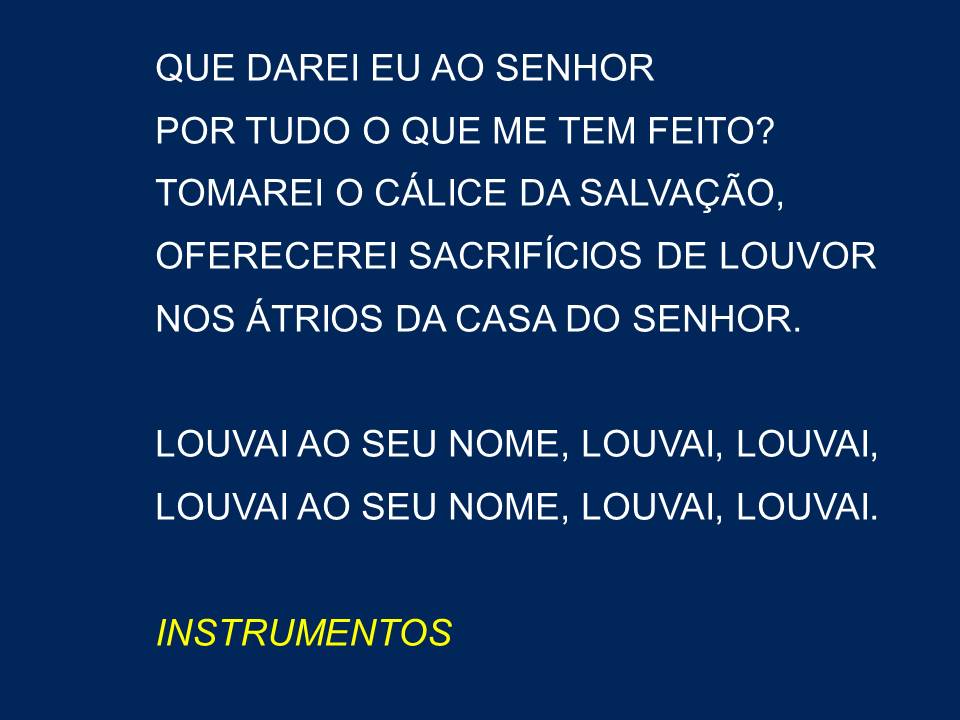 QUE DAREI EU AO SENHOR
POR TUDO O QUE ME TEM FEITO?
TOMAREI O CÁLICE DA SALVAÇÃO,
OFERECEREI SACRIFÍCIOS DE LOUVOR
NOS ÁTRIOS DA CASA DO SENHOR.
LOUVAI AO SEU NOME, LOUVAI, LOUVAI,
LOUVAI AO SEU NOME, LOUVAI, LOUVAI.
INSTRUMENTOS